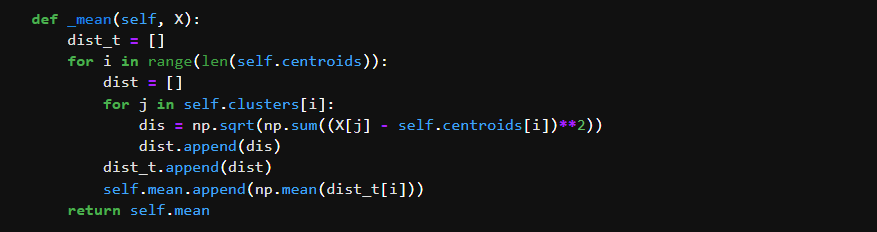 def _mean(self, X):
    dist_t = []
    for i in range(len(self.centroids)):
        dist = []
        for j in self.clusters[i]:
            dis = np.sqrt(np.sum((X[j] - self.centroids[i])**2))
            dist.append(dis)
        dist_t.append(dist)
        self.mean.append(np.mean(dist_t[i]))
    return self.mean